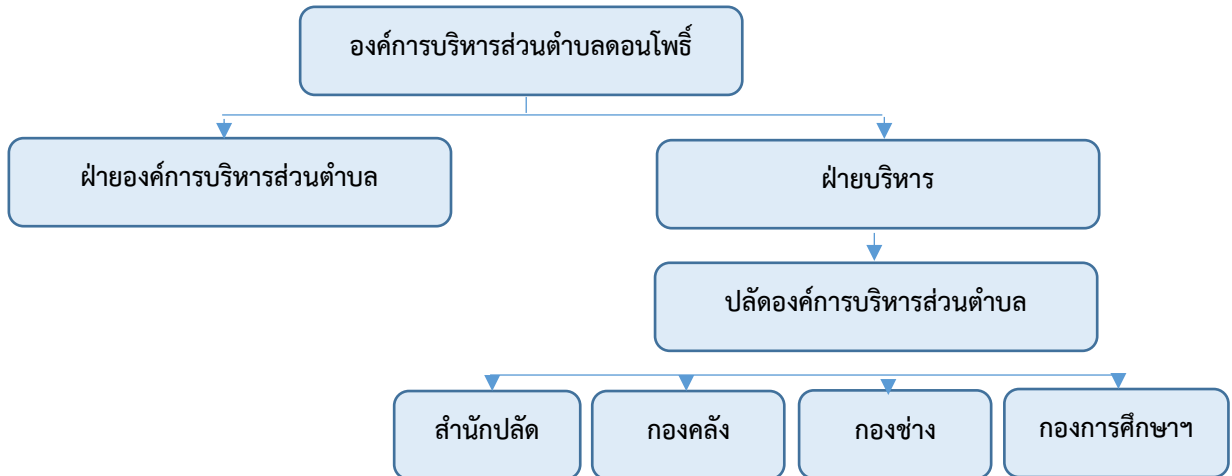 องค์การบริหารส่วนตำบลดอนโพธิ์
ฝ่ายองค์การบริหารส่วนตำบล
ฝ่ายบริหาร
ปลัดองค์การบริหารส่วนตำบล
สำนักปลัด
กองคลัง
กองช่าง
กองการศึกษาฯ